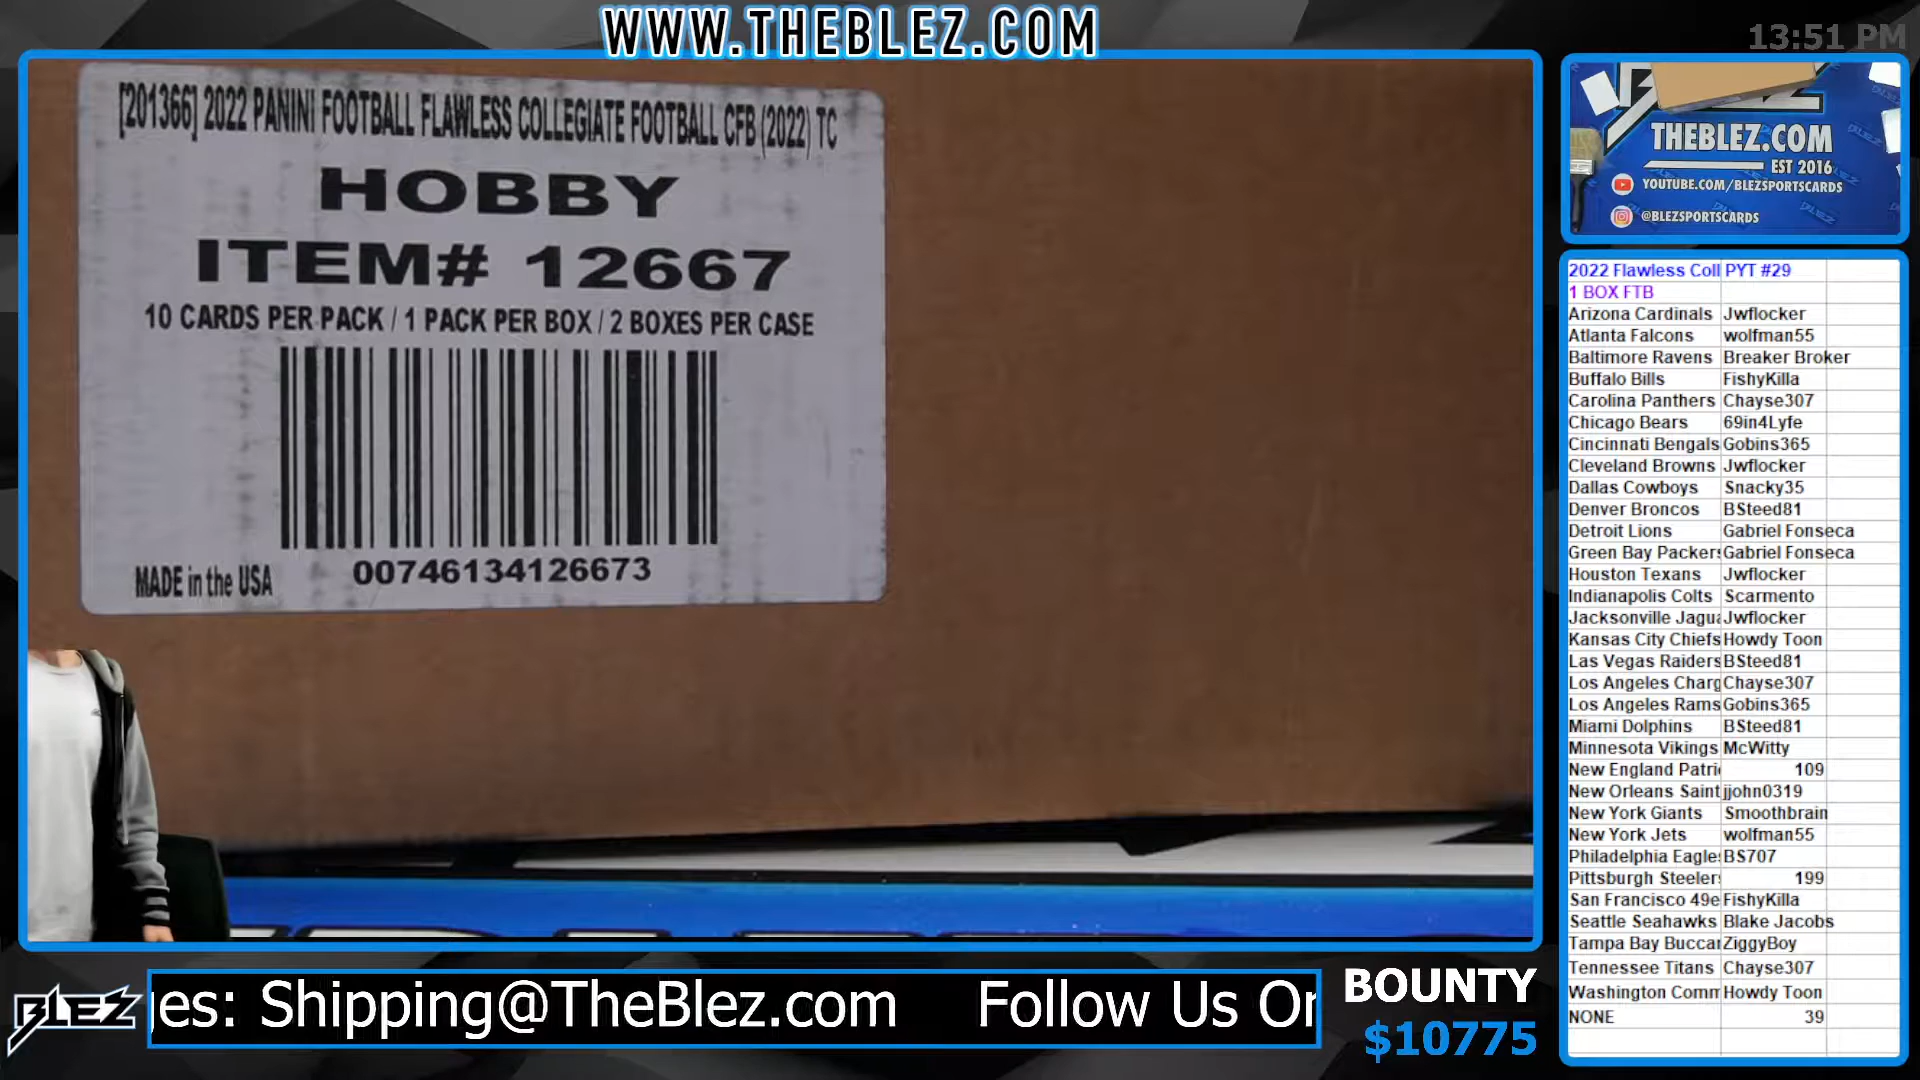 WWW.THEBLEZ.COM
13:51 PM
[201366] 2022 PANINI FOOTBALL FLAWLESS COLLEGIATE FOOTBALL CFB (2022) TC
HOBBY
ITEM# 12667
10 CARDS PER PACK / 1 PACK PER BOX / 2 BOXES PER CASE
MADE in the USA
00746134126673
THEBLEZ.COM
EST 2016
YOUTUBE.COM/BLEZSPORTSCARDS
@BLEZSPORTSCARDS
2022 Flawless Coll PYT #29
1 BOX FTB
Arizona Cardinals Jwflocker
Atlanta Falcons wolfman55
Baltimore Ravens Breaker Broker
Buffalo Bills FishyKilla
Carolina Panthers Chayse307
Chicago Bears 69in4Lyfe
Cincinnati Bengals Gobins365
Cleveland Browns Jwflocker
Dallas Cowboys Snacky35
Denver Broncos BSteed81
Detroit Lions Gabriel Fonseca
Green Bay Packers Gabriel Fonseca
Houston Texans Jwflocker
Indianapolis Colts Scarmento
Jacksonville Jagua Jwflocker
Kansas City Chiefs Howdy Toon
Las Vegas Raiders BSteed81
Los Angeles Charg Chayse307
Los Angeles Rams Gobins365
Miami Dolphins BSteed81
Minnesota Vikings McWitty
New England Patri 109
New Orleans Saint jjohn0319
New York Giants Smoothbrain
New York Jets wolfman55
Philadelphia Eagles BS707
Pittsburgh Steelers 199
San Francisco 49e FishyKilla
Seattle Seahawks Blake Jacobs
Tampa Bay Buccan ZiggyBoy
Tennessee Titans Chayse307
Washington Comm Howdy Toon
NONE 39
BLEZ
es: Shipping@TheBlez.com Follow Us On
BOUNTY
$10775